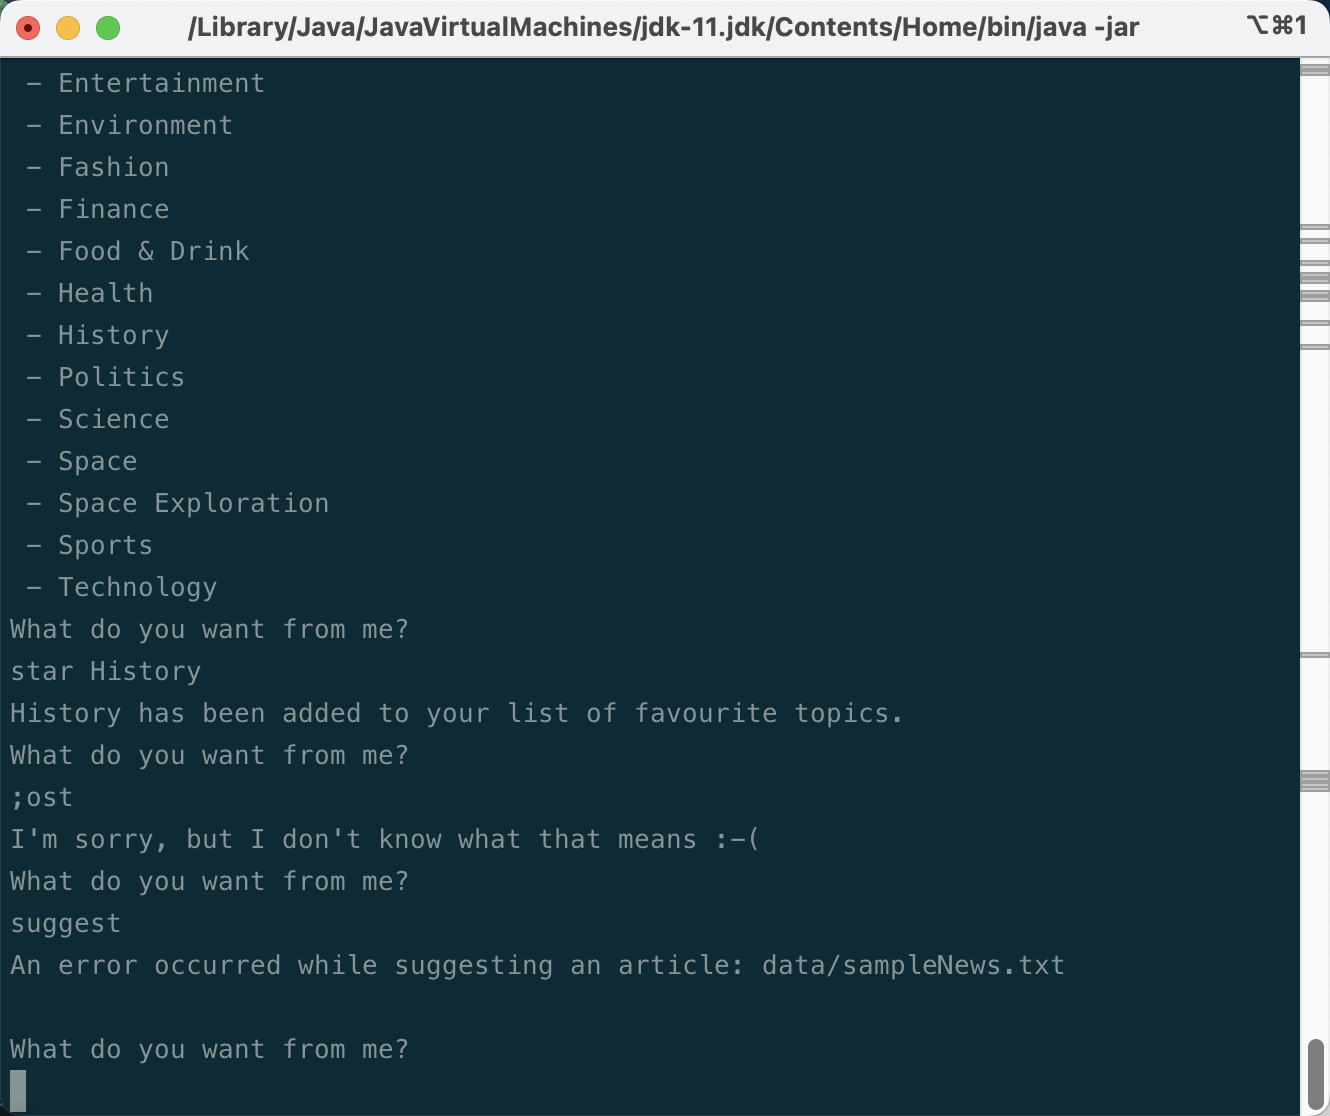 /Library/Java/JavaVirtualMachines/jdk-11.jdk/Contents/Home/bin/java -jar ⌥⌘1
- Entertainment
- Environment
- Fashion
- Finance
- Food & Drink
- Health
- History
- Politics
- Science
- Space
- Space Exploration
- Sports
- Technology
What do you want from me?
star History
History has been added to your list of favourite topics.
What do you want from me?
;ost
I'm sorry, but I don't know what that means :-(
What do you want from me?
suggest
An error occurred while suggesting an article: data/sampleNews.txt
What do you want from me?